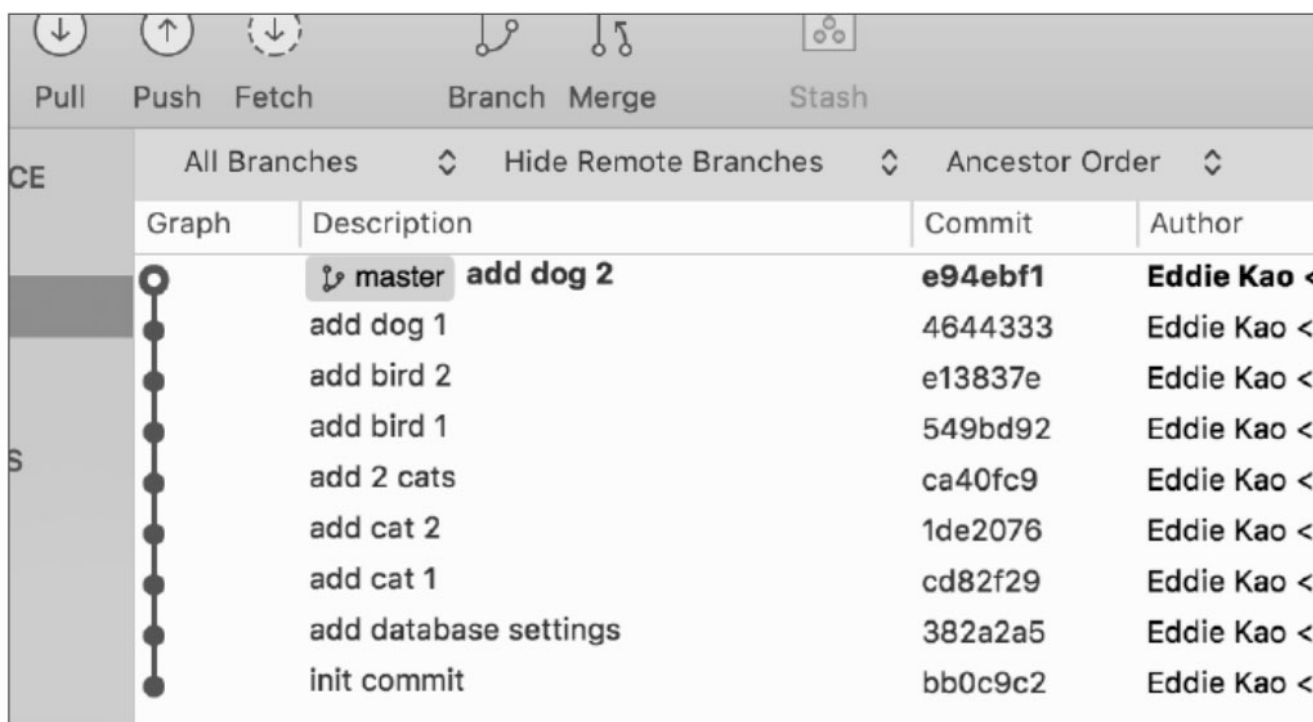 Pull Push Fetch Branch Merge Stash
CE All Branches Hide Remote Branches Ancestor Order
Graph Description Commit Author
master add dog 2 e94ebf1 Eddie Kao <
add dog 1 4644333 Eddie Kao <
add bird 2 e13837e Eddie Kao <
add bird 1 549bd92 Eddie Kao <
S
add 2 cats ca40fc9 Eddie Kao <
add cat 2 1de2076 Eddie Kao <
add cat 1 cd82f29 Eddie Kao <
add database settings 382a2a5 Eddie Kao <
init commit bb0c9c2 Eddie Kao <